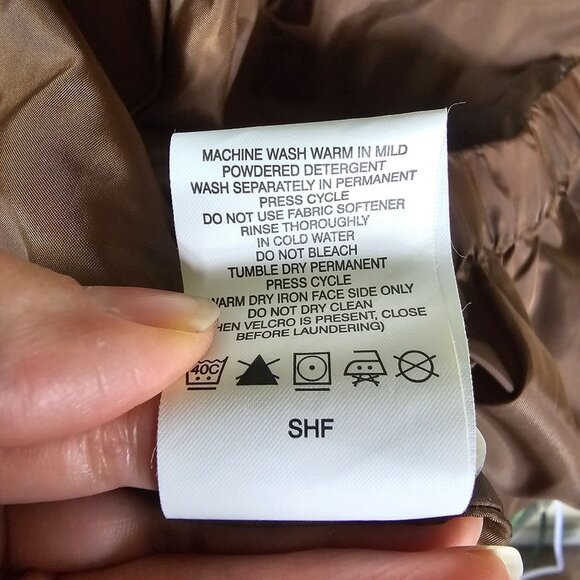 MACHINE WASH WARM IN MILD
POWDERED DETERGENT
WASH SEPARATELY IN PERMANENT
PRESS CYCLE
DO NOT USE FABRIC SOFTENER
RINSE THOROUGHLY
IN COLD WATER
DO NOT BLEACH
TUMBLE DRY PERMANENT
PRESS CYCLE
WARM DRY IRON FACE SIDE ONLY
DO NOT DRY CLEAN
HEN VELCRO IS PRESENT, CLOSE
BEFORE LAUNDERING)
40C
SHF